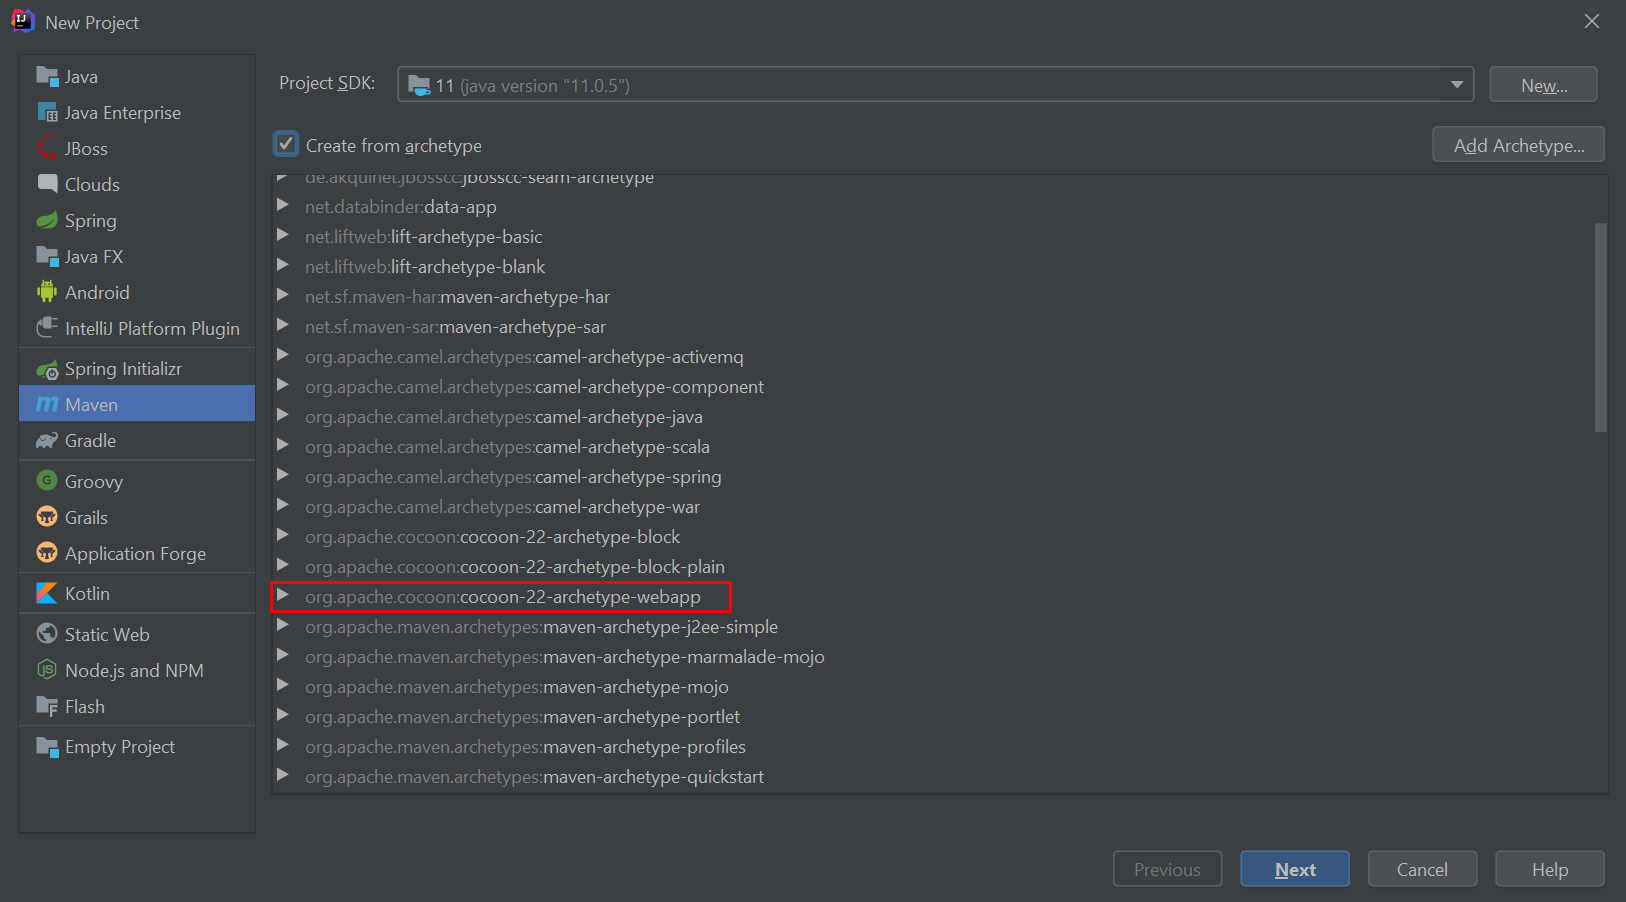 New Project
Java
Java Enterprise
JBoss
Clouds
Spring
Java FX
Android
IntelliJ Platform Plugin
Spring Initializr
Maven
Gradle
Groovy
Grails
Application Forge
Kotlin
Static Web
Node.js and NPM
Flash
Empty Project
Project SDK: 11 (java version "11.0.5") New...
Create from archetype Add Archetype...
de.akquinet.jbosscc:jbosscc-seam-archetype
net.databinder:data-app
net.liftweb:lift-archetype-basic
net.liftweb:lift-archetype-blank
net.sf.maven-har:maven-archetype-har
net.sf.maven-sar:maven-archetype-sar
org.apache.camel.archetypes:camel-archetype-activemq
org.apache.camel.archetypes:camel-archetype-component
org.apache.camel.archetypes:camel-archetype-java
org.apache.camel.archetypes:camel-archetype-scala
org.apache.camel.archetypes:camel-archetype-spring
org.apache.camel.archetypes:camel-archetype-war
org.apache.cocoon:cocoon-22-archetype-block
org.apache.cocoon:cocoon-22-archetype-block-plain
org.apache.cocoon:cocoon-22-archetype-webapp
org.apache.maven.archetypes:maven-archetype-j2ee-simple
org.apache.maven.archetypes:maven-archetype-marmalade-mojo
org.apache.maven.archetypes:maven-archetype-mojo
org.apache.maven.archetypes:maven-archetype-portlet
org.apache.maven.archetypes:maven-archetype-profiles
org.apache.maven.archetypes:maven-archetype-quickstart
Previous Next Cancel Help